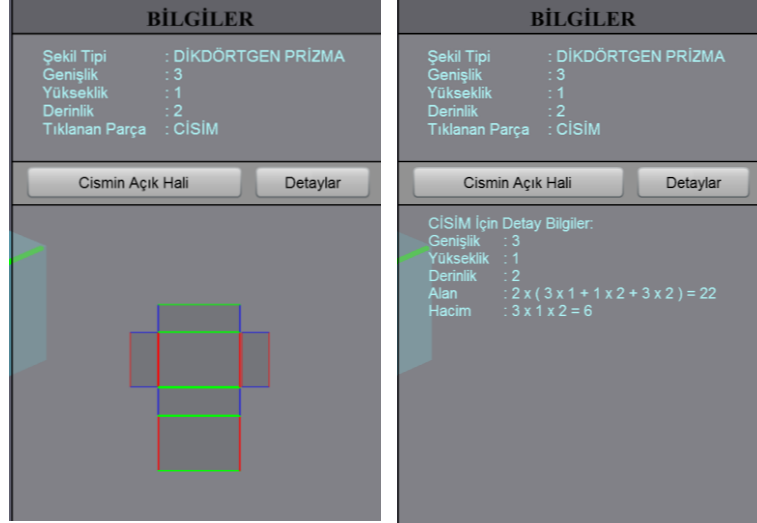 BİLGİLER
Şekil Tipi : DİKDÖRTGEN PRİZMA
Genişlik : 3
Yükseklik : 1
Derinlik : 2
Tıklanan Parça : CİSİM
Cismin Açık Hali
Detaylar
BİLGİLER
Şekil Tipi : DİKDÖRTGEN PRİZMA
Genişlik : 3
Yükseklik : 1
Derinlik : 2
Tıklanan Parça : CİSİM
Cismin Açık Hali
Detaylar
CİSİM İçin Detay Bilgiler:
Genişlik : 3
Yükseklik : 1
Derinlik : 2
Alan : 2 x ( 3 x 1 + 1 x 2 + 3 x 2 ) = 22
Hacim : 3 x 1 x 2 = 6